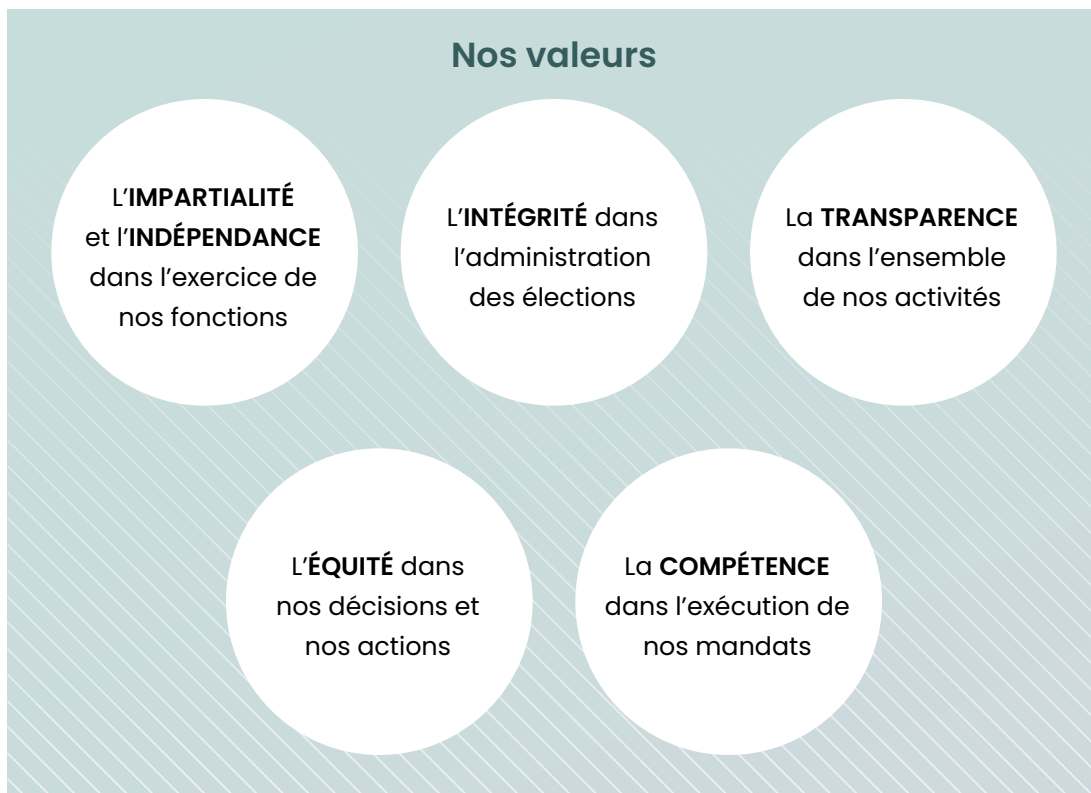 Nos valeurs
L’IMPARTIALITÉ
et l’INDÉPENDANCE
dans l’exercice de
nos fonctions
L’INTÉGRITÉ dans
l’administration
des élections
La TRANSPARENCE
dans l’ensemble
de nos activités
L’ÉQUITÉ dans
nos décisions et
nos actions
La COMPÉTENCE
dans l’exécution de
nos mandats